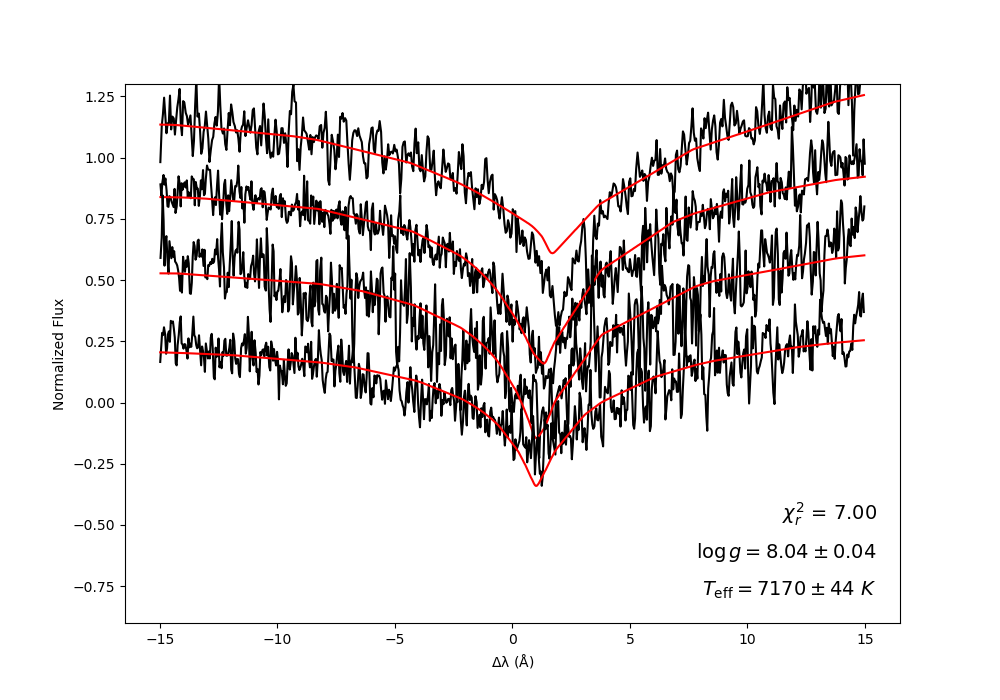 1.25
1.00
0.75
0.50
0.25
0.00
−0.25
−0.50
−0.75
Normalized Flux
χ²ᵣ = 7.00
log g = 8.04 ± 0.04
T_eff = 7170 ± 44 K
−15 −10 −5 0 5 10 15
Δλ (Å)